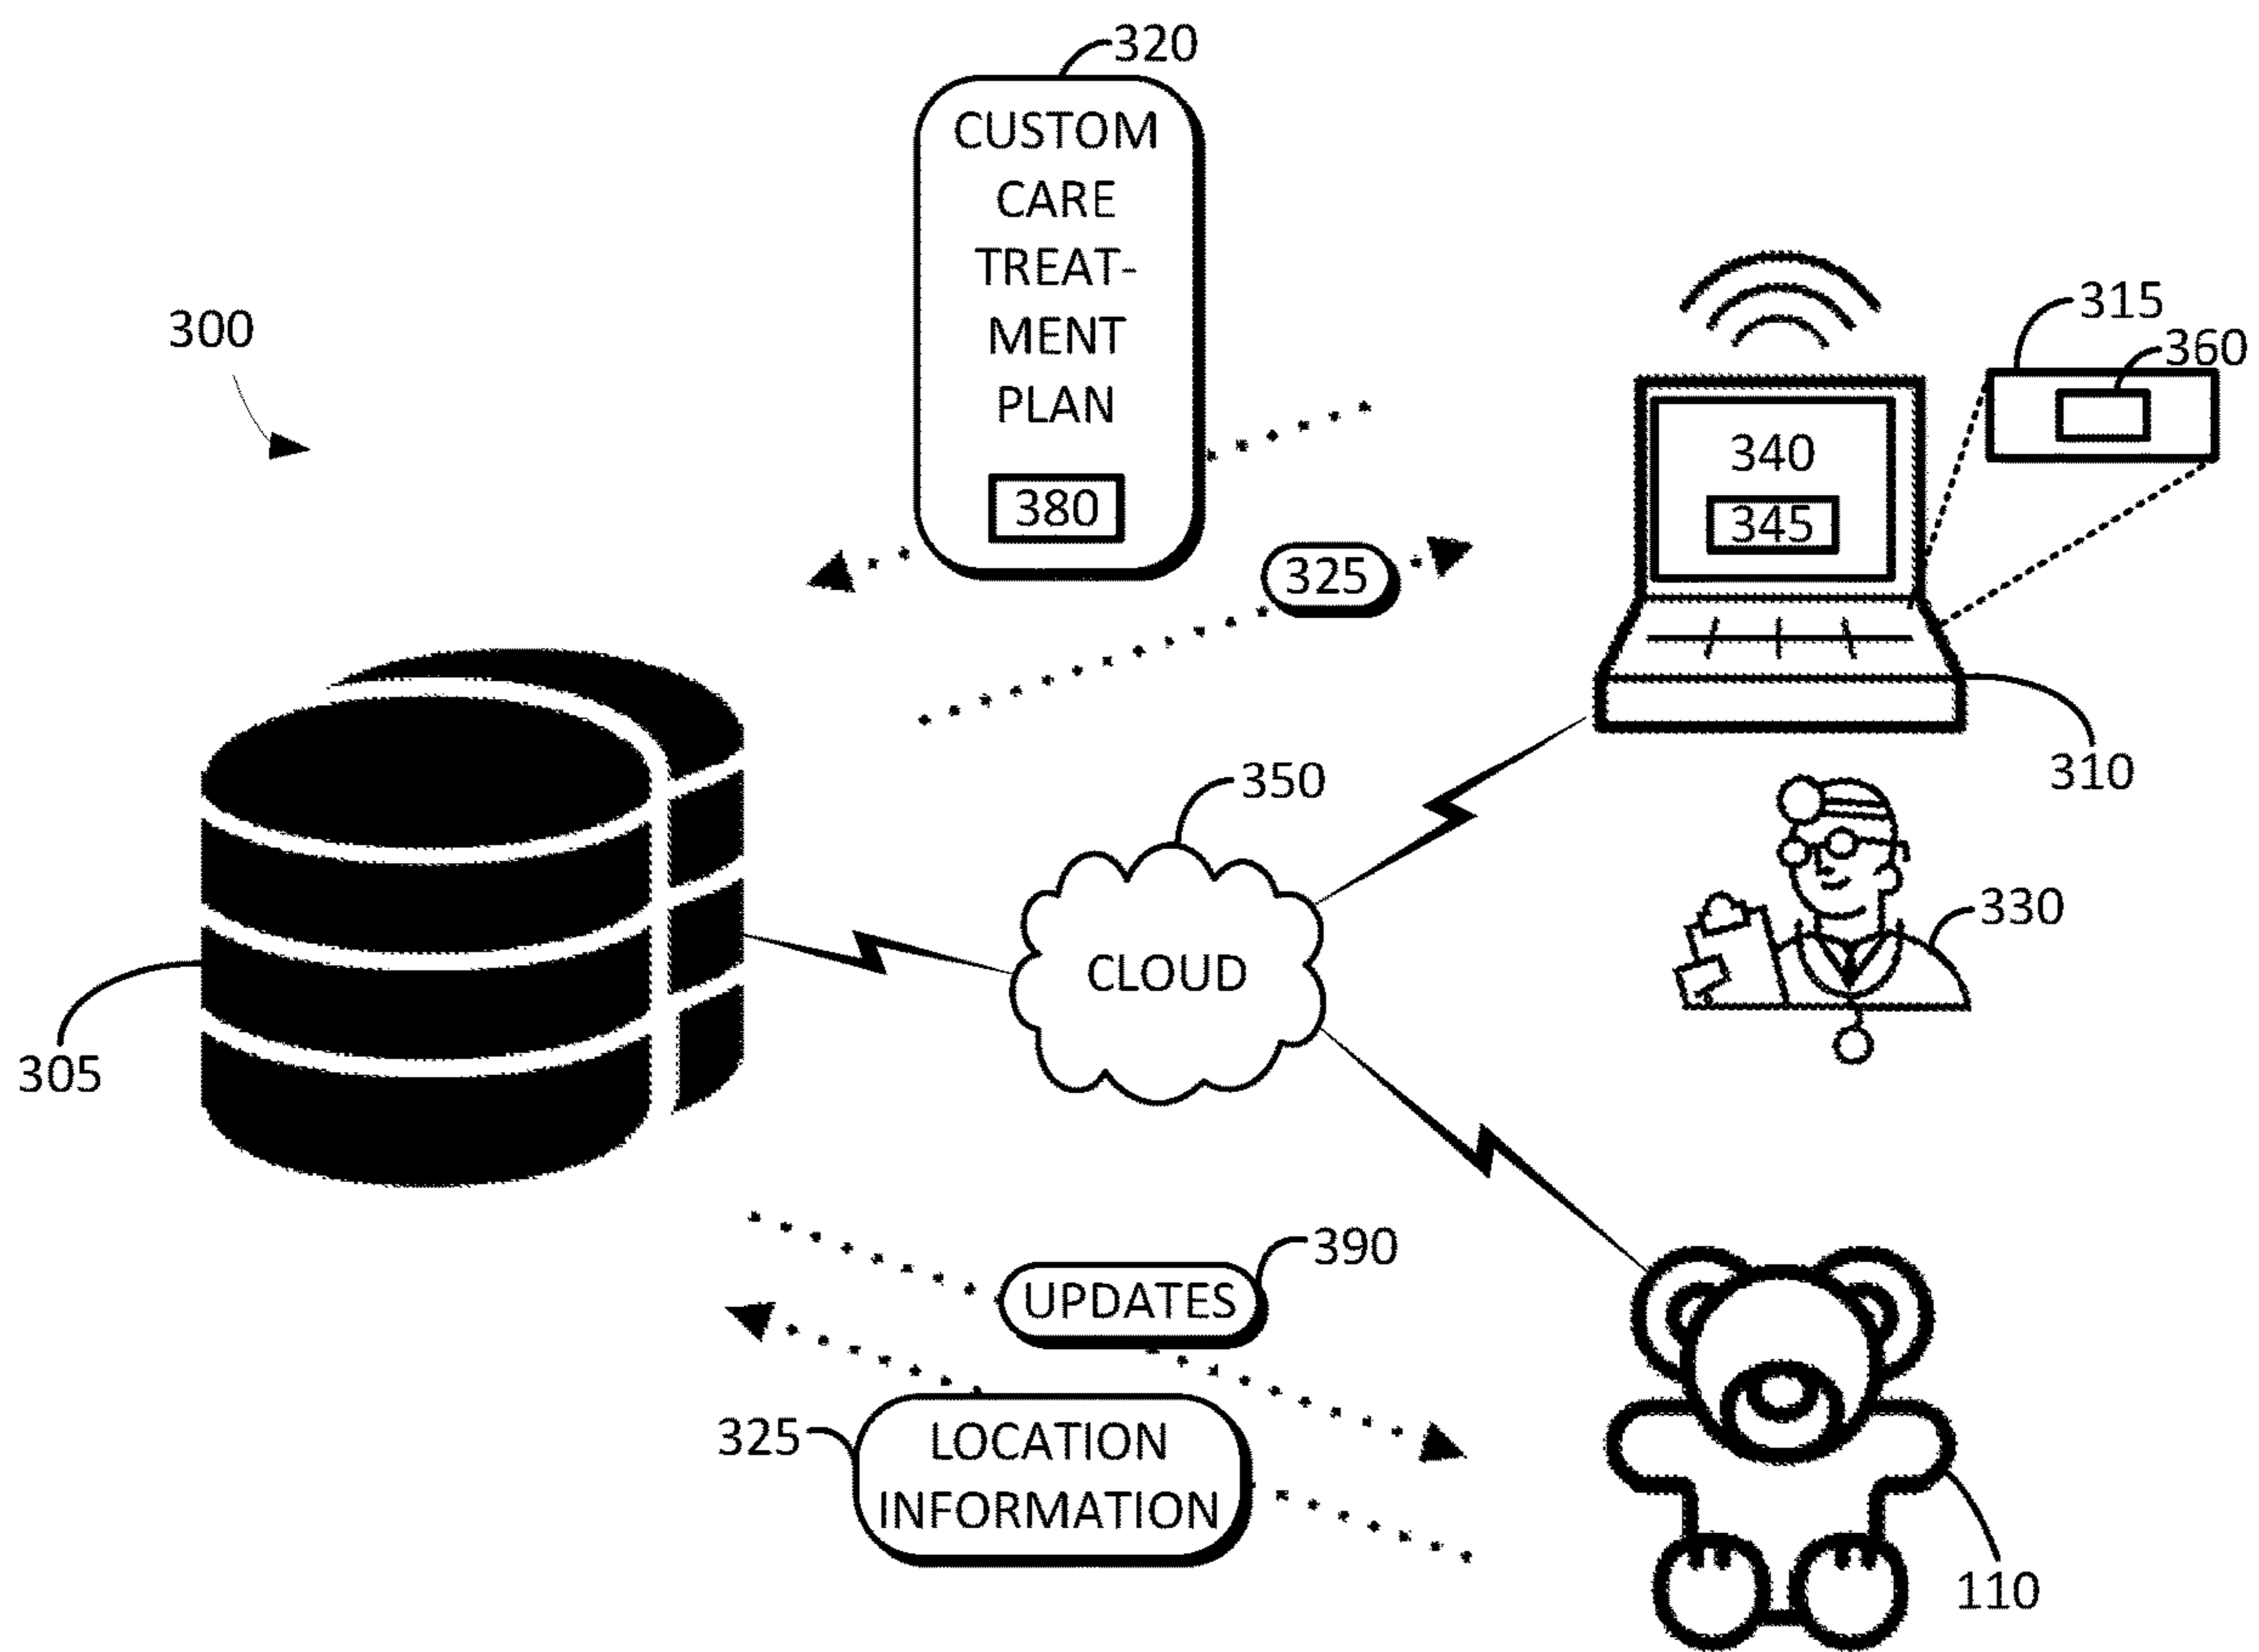 320
CUSTOM
CARE
TREAT-
MENT
PLAN
380
300
315
360
340
345
325
310
350
CLOUD
330
305
390
UPDATES
325
LOCATION
INFORMATION
110